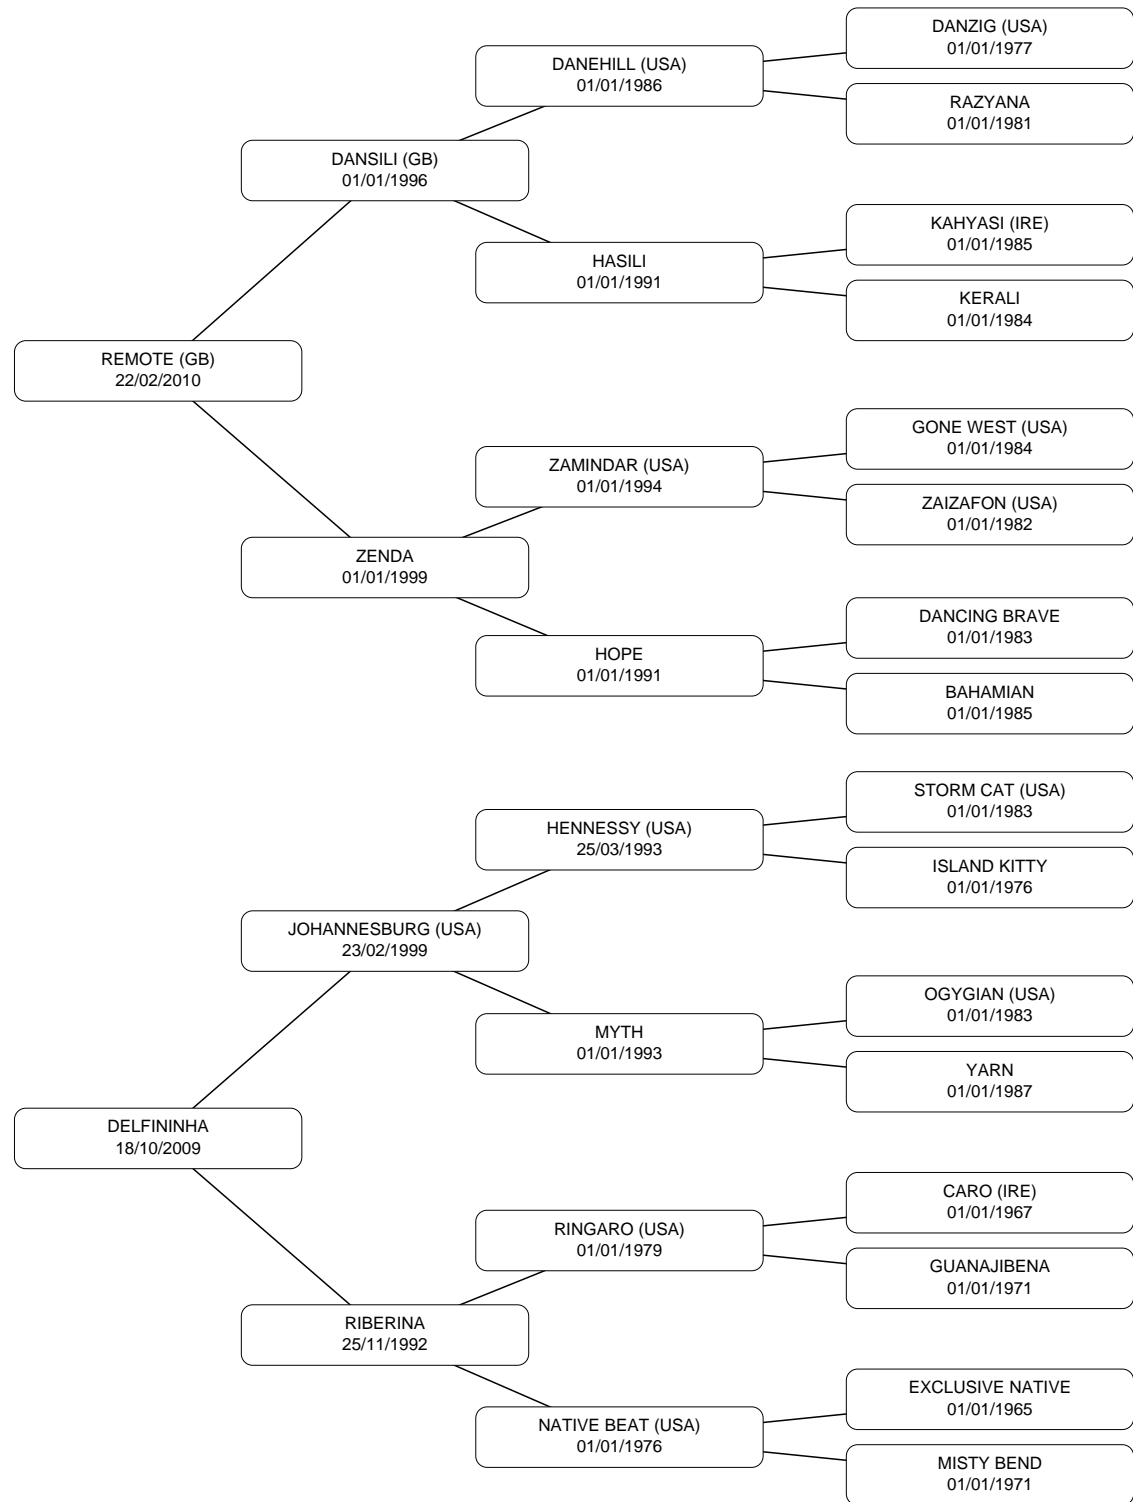 DANZIG (USA)
01/01/1977
DANEHILL (USA)
01/01/1986
RAZYANA
01/01/1981
DANSILI (GB)
01/01/1996
KAHYASI (IRE)
01/01/1985
HASILI
01/01/1991
KERALI
01/01/1984
REMOTE (GB)
22/02/2010
GONE WEST (USA)
01/01/1984
ZAMINDAR (USA)
01/01/1994
ZAIZAFON (USA)
01/01/1982
ZENDA
01/01/1999
DANCING BRAVE
01/01/1983
HOPE
01/01/1991
BAHAMIAN
01/01/1985
STORM CAT (USA)
01/01/1983
HENNESSY (USA)
25/03/1993
ISLAND KITTY
01/01/1976
JOHANNESBURG (USA)
23/02/1999
OGYGIAN (USA)
01/01/1983
MYTH
01/01/1993
YARN
01/01/1987
DELFININHA
18/10/2009
CARO (IRE)
01/01/1967
RINGARO (USA)
01/01/1979
GUANAJIBENA
01/01/1971
RIBERINA
25/11/1992
EXCLUSIVE NATIVE
01/01/1965
NATIVE BEAT (USA)
01/01/1976
MISTY BEND
01/01/1971